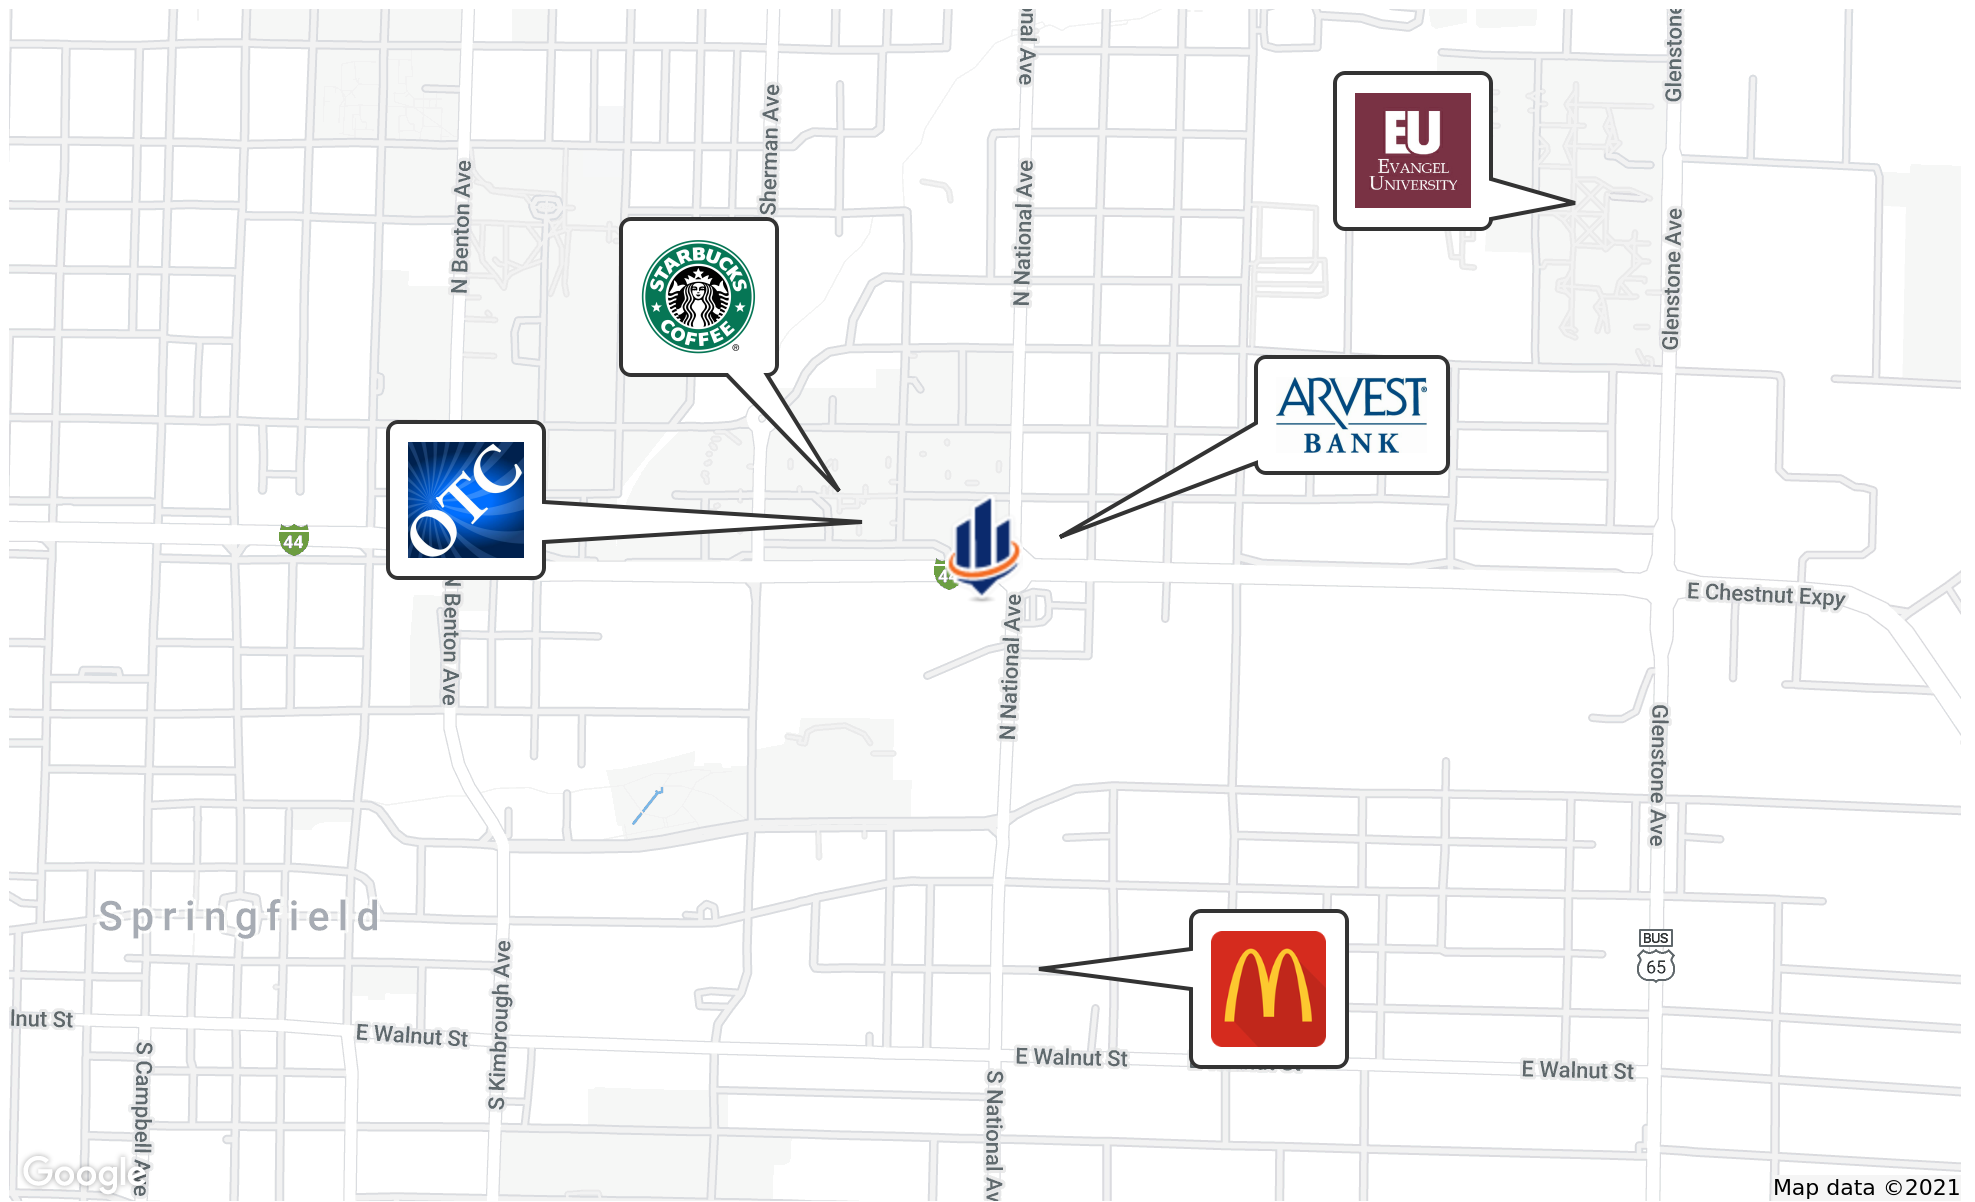 nal Ave
Glenstone
Sherman Ave
N Benton Ave
N National Ave
EU
EVANGEL
UNIVERSITY
Glenstone Ave
STARBUCKS
COFFEE
®
ARVEST®
BANK
OTC
44
44
N Benton Ave
N National Ave
E Chestnut Expy
Glenstone Ave
Springfield
BUS
65
lnut St
E Walnut St
S Kimbrough Ave
E Walnut St
E Walnut St
S Campbell Ave
S National Av
Google
Map data ©2021